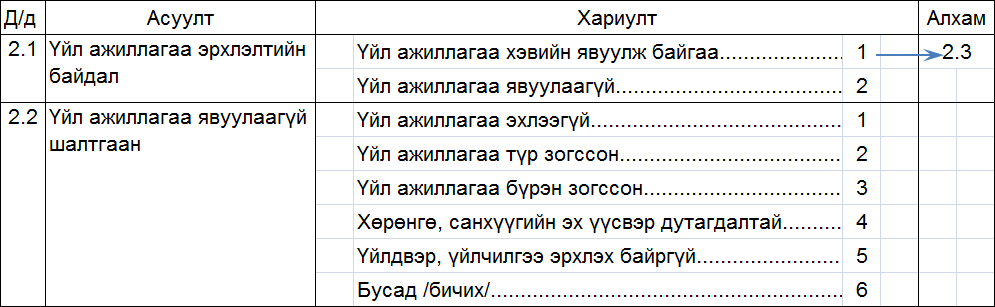 Д/д Асуулт Хариулт Алхам
2.1 Үйл ажиллагаа эрхлэлтийн байдал
Үйл ажиллагаа хэвийн явуулж байгаа.................... 1 2.3
Үйл ажиллагаа явуулаагүй.................................... 2
2.2 Үйл ажиллагаа явуулаагүй шалтгаан
Үйл ажиллагаа эхлээгүй........................................ 1
Үйл ажиллагаа түр зогссон................................... 2
Үйл ажиллагаа бүрэн зогссон............................... 3
Хөрөнгө, санхүүгийн эх үүсвэр дутагдалтай.......... 4
Үйлдвэр, үйлчилгээ эрхлэх байргүй....................... 5
Бусад /бичих/......................................................... 6